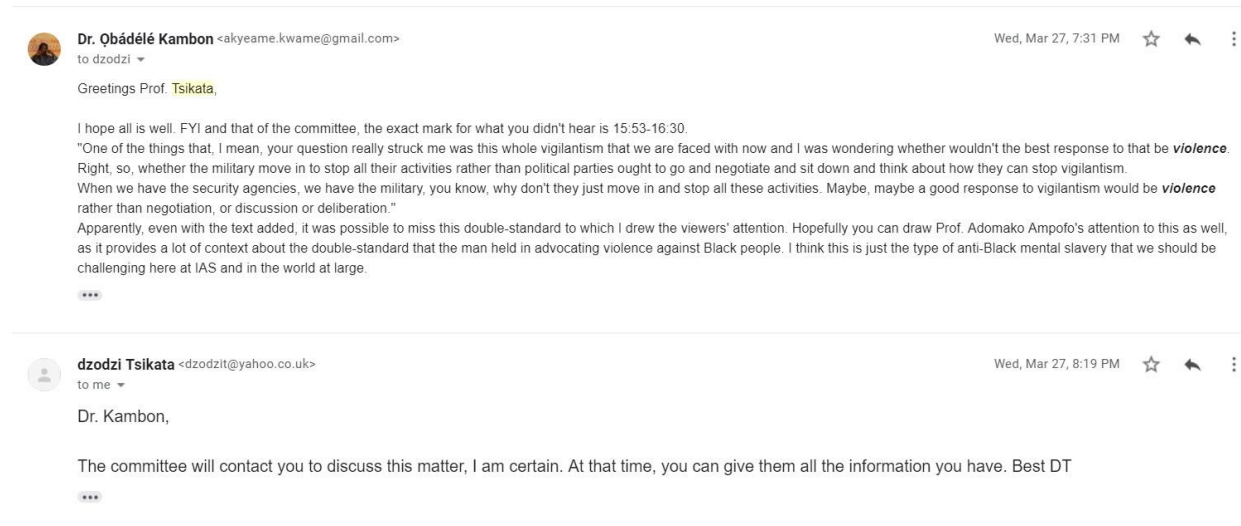 Dr. Ọbádélé Kambon <akyeame.kwame@gmail.com> Wed, Mar 27, 7:31 PM
to dzodzi
Greetings Prof. Tsikata,
I hope all is well. FYI and that of the committee, the exact mark for what you didn't hear is 15:53-16:30.
"One of the things that, I mean, your question really struck me was this whole vigilantism that we are faced with now and I was wondering whether wouldn't the best response to that be violence.
Right, so, whether the military move in to stop all their activities rather than political parties ought to go and negotiate and sit down and think about how they can stop vigilantism.
When we have the security agencies, we have the military, you know, why don't they just move in and stop all these activities. Maybe, maybe a good response to vigilantism would be violence
rather than negotiation, or discussion or deliberation."
Apparently, even with the text added, it was possible to miss this double-standard to which I drew the viewers' attention. Hopefully you can draw Prof. Adomako Ampofo's attention to this as well,
as it provides a lot of context about the double-standard that the man held in advocating violence against Black people. I think this is just the type of anti-Black mental slavery that we should be
challenging here at IAS and in the world at large.
dzodzi Tsikata <dzodzit@yahoo.co.uk> Wed, Mar 27, 8:19 PM
to me
Dr. Kambon,
The committee will contact you to discuss this matter, I am certain. At that time, you can give them all the information you have. Best DT